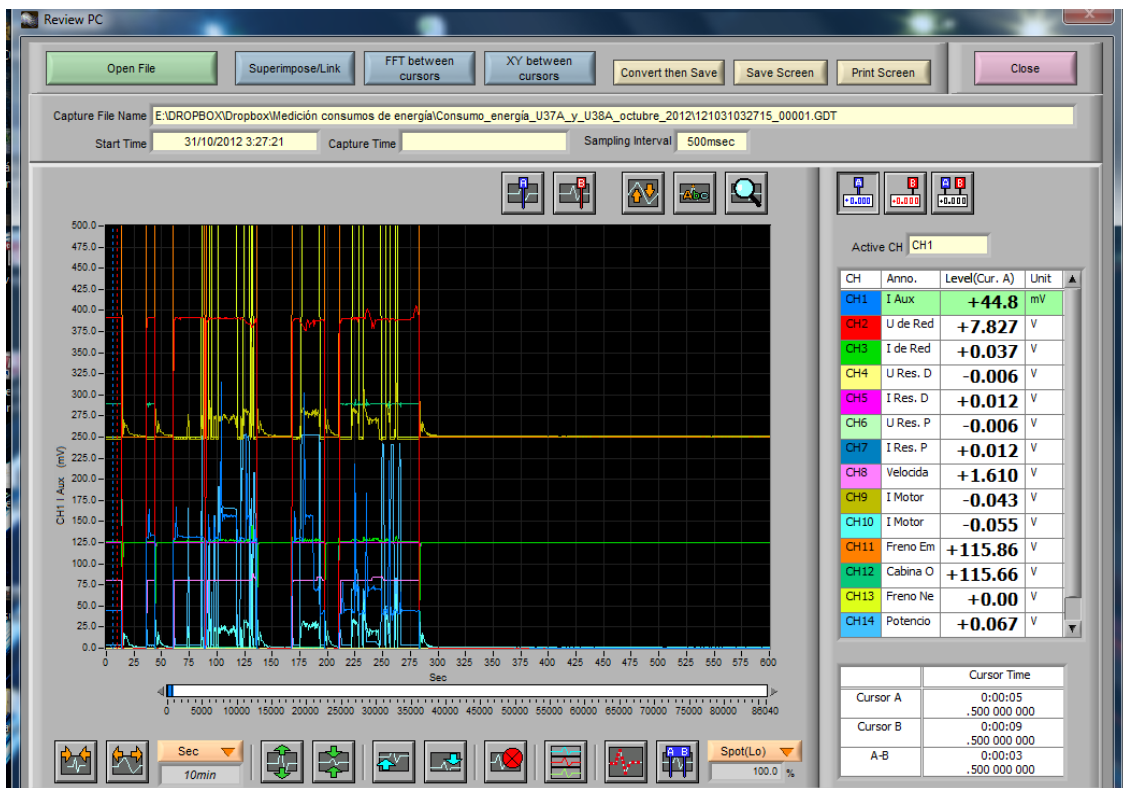 Review PC
Open File
Superimpose/Link
FFT between
cursors
XY between
cursors
Convert then Save
Save Screen
Print Screen
Close
Capture File Name E:\DROPBOX\Dropbox\Medición consumos de energía\Consumo_energía_U37A_y_U38A_octubre_2012\121031032715_00001.GDT
Start Time 31/10/2012 3:27:21 Capture Time Sampling Interval 500msec
A B Abc
A B A B
+0.000 +0.000 +0.000
Active CH CH1
500.0
475.0
450.0
425.0
400.0
375.0
350.0
325.0
300.0
275.0
250.0
225.0
200.0
175.0
150.0
125.0
100.0
75.0
50.0
25.0
0.0
CH1 I Aux (mV)
0 25 50 75 100 125 150 175 200 225 250 275 300 325 350 375 400 425 450 475 500 525 550 575 600
Sec
0 5000 10000 15000 20000 25000 30000 35000 40000 45000 50000 55000 60000 65000 70000 75000 80000 86040
CH Anno. Level(Cur. A) Unit
CH1 I Aux +44.8 mV
CH2 U de Red +7.827 V
CH3 I de Red +0.037 V
CH4 U Res. D -0.006 V
CH5 I Res. D +0.012 V
CH6 U Res. P -0.006 V
CH7 I Res. P +0.012 V
CH8 Velocida +1.610 V
CH9 I Motor -0.043 V
CH10 I Motor -0.055 V
CH11 Freno Em +115.86 V
CH12 Cabina O +115.66 V
CH13 Freno Ne +0.00 V
CH14 Potencio +0.067 V
Cursor Time
Cursor A 0:00:05
.500 000 000
Cursor B 0:00:09
.500 000 000
A-B 0:00:03
.500 000 000
Sec
10min
A B
Spot(Lo)
100.0 %